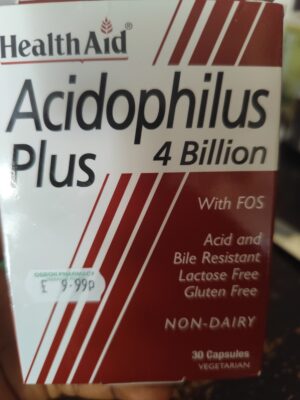 HealthAid
Acidophilus
Plus 4 Billion
With FOS
Acid and
Bile Resistant
Lactose Free
Gluten Free
£ 9.99p
NON-DAIRY
30 Capsules
VEGETARIAN